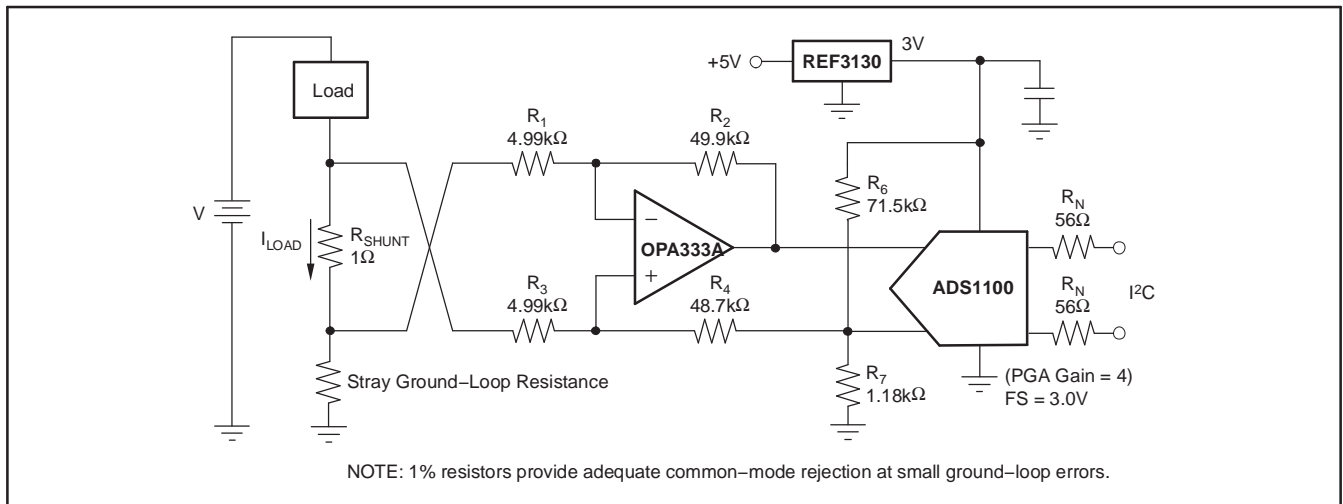 +5V
REF3130
3V
Load
R1
4.99kΩ
R2
49.9kΩ
R6
71.5kΩ
V
ILOAD
RSHUNT
1Ω
−
OPA333A
+
RN
56Ω
ADS1100
RN
56Ω
I²C
R3
4.99kΩ
R4
48.7kΩ
Stray Ground−Loop Resistance
R7
1.18kΩ
(PGA Gain = 4)
FS = 3.0V
NOTE: 1% resistors provide adequate common−mode rejection at small ground−loop errors.